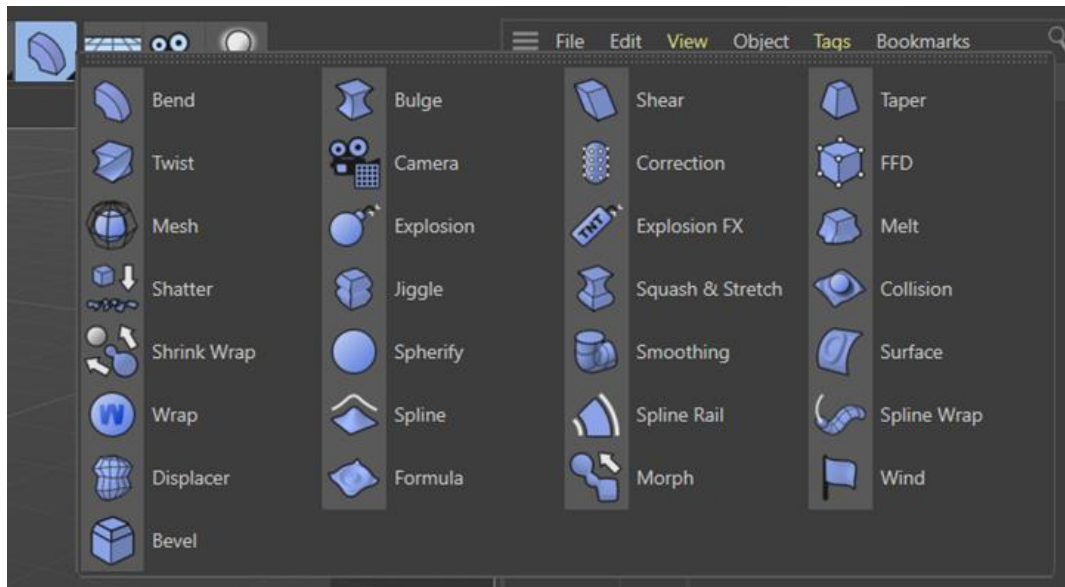 File Edit View Object Tags Bookmarks
Bend Bulge Shear Taper
Twist Camera Correction FFD
Mesh Explosion Explosion FX Melt
TNT
Shatter Jiggle Squash & Stretch Collision
Shrink Wrap Spherify Smoothing Surface
W
Wrap Spline Spline Rail Spline Wrap
Displacer Formula Morph Wind
Bevel